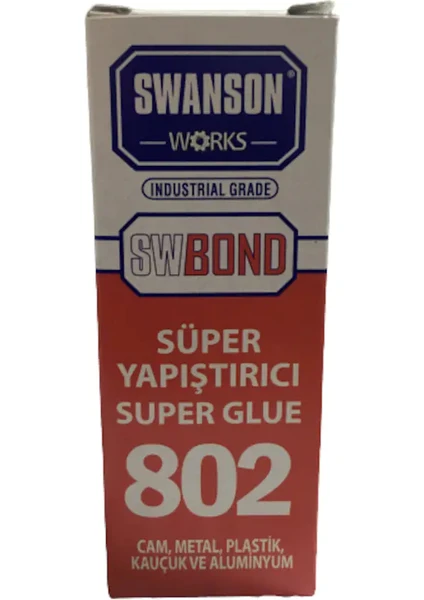 SWANSON®
WORKS
INDUSTRIAL GRADE
SWBOND
SÜPER
YAPIŞTIRICI
SUPER GLUE
802
CAM, METAL, PLASTİK,
KAUÇUK VE ALUMİNYUM